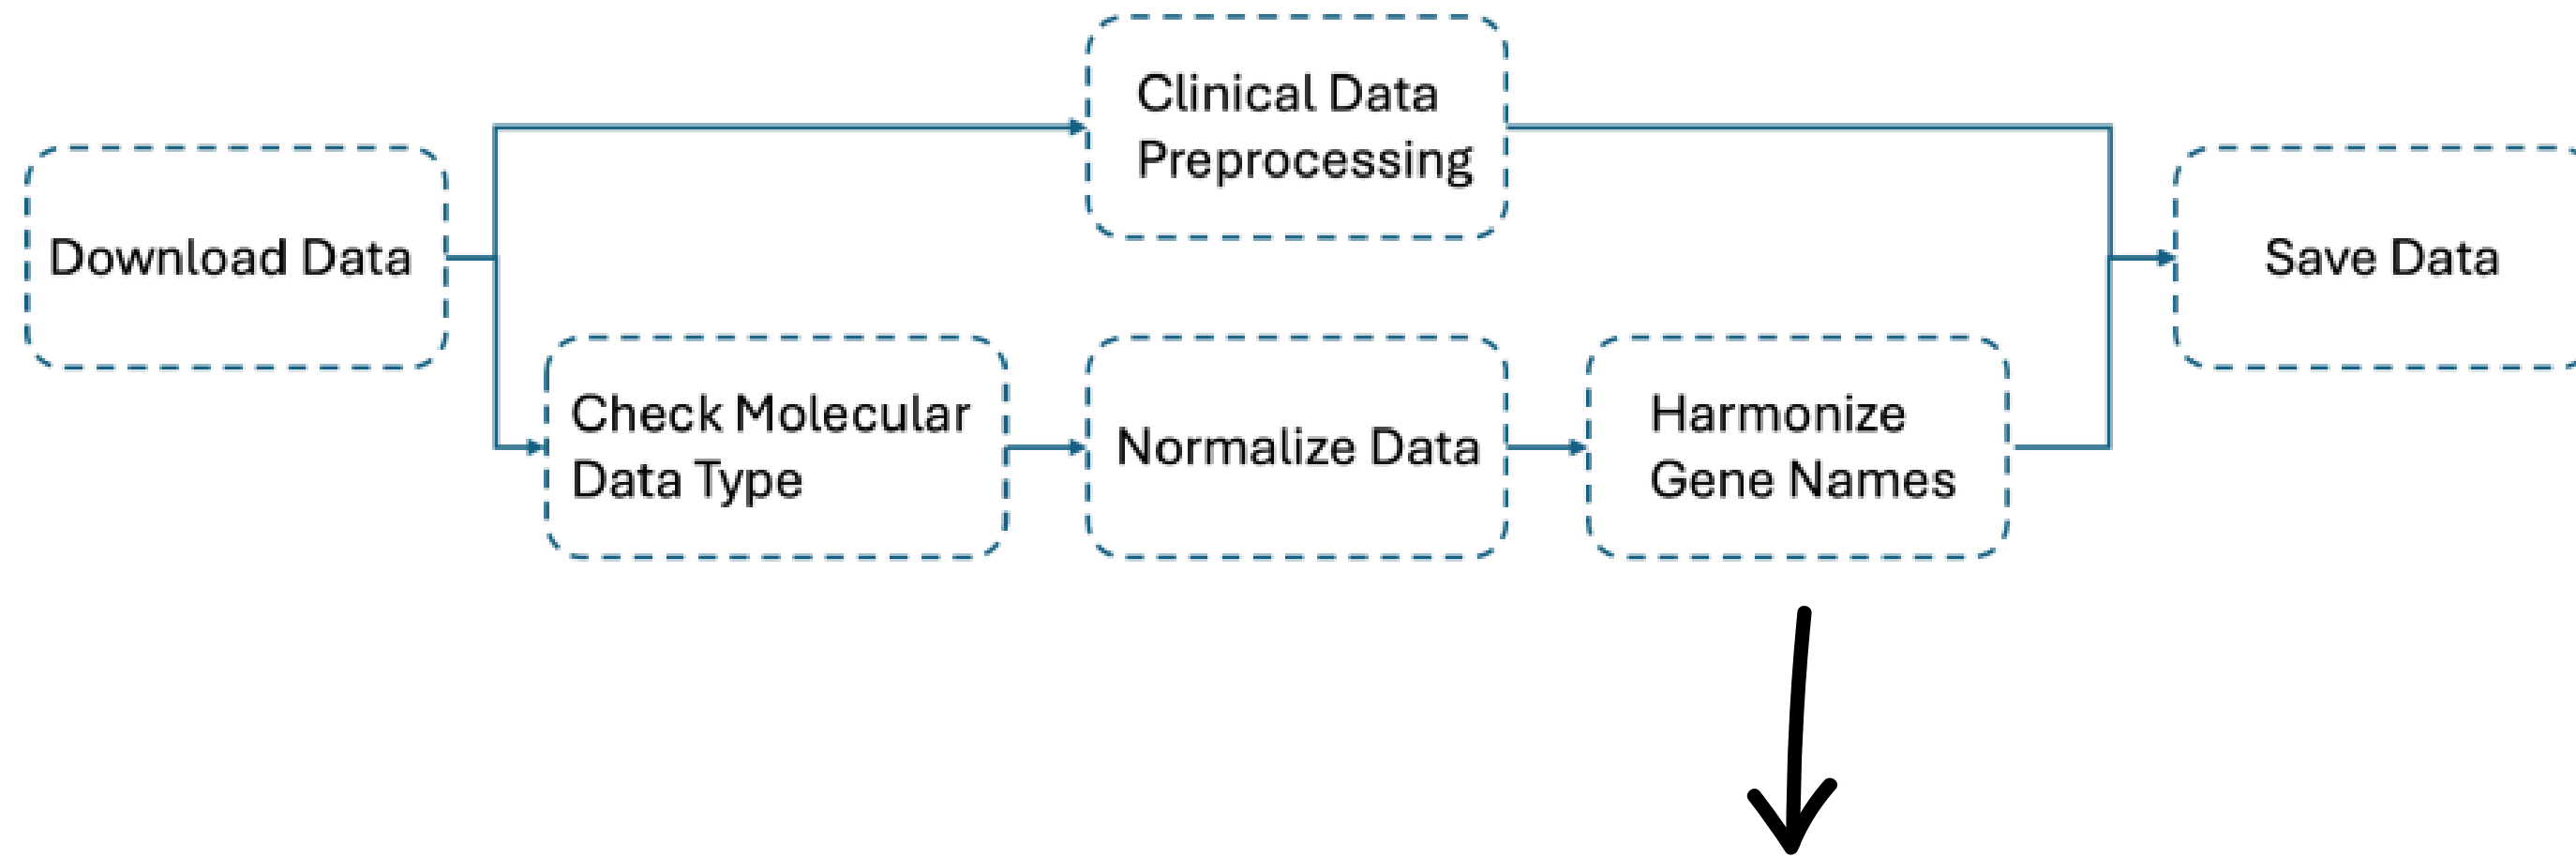 Clinical Data
Preprocessing
Download Data
Save Data
Check Molecular
Data Type
Normalize Data
Harmonize
Gene Names